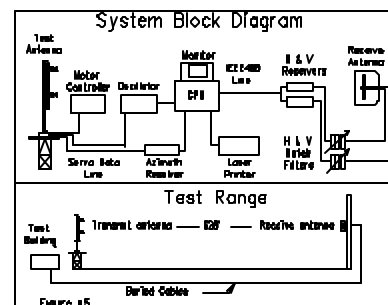 System Block Diagram
Test
Antenna
Motor
Controller
Oscillator
Monitor
CPU
IEEE488
Line
H & V
Receivers
Receive
Antenna
Servo Data
Line
Azimuth
Receiver
Laser
Printer
H & V
Notch
Filters
Test Range
Test
Building
Transmit antenna
Receive antenna
Buried Cables
Figure